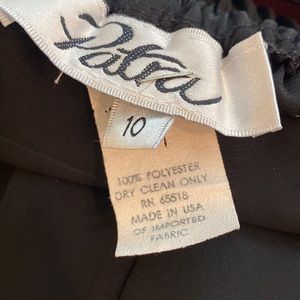 Patra
10
100% POLYESTER
DRY CLEAN ONLY
RN 65518
MADE IN USA
OF IMPORTED
FABRIC